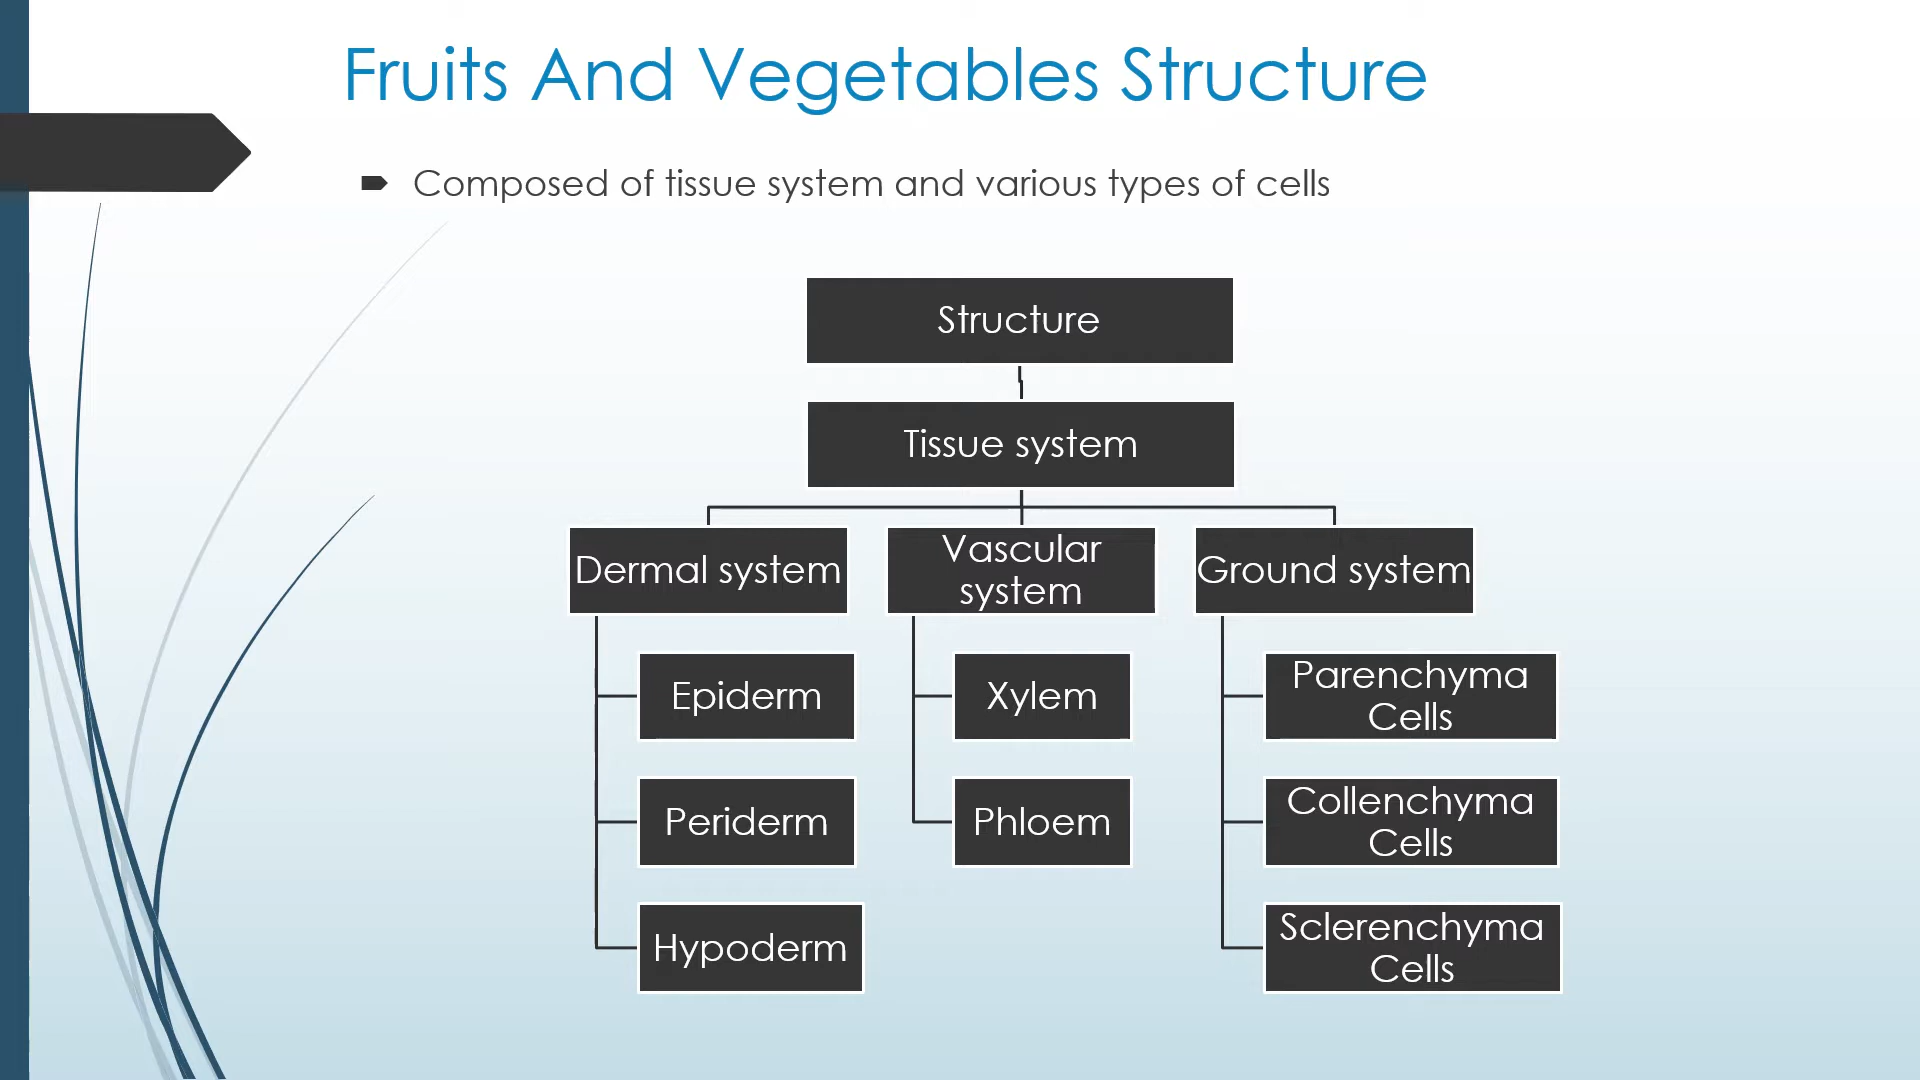 Fruits And Vegetables Structure
Composed of tissue system and various types of cells
Structure
Tissue system
Dermal system
Vascular
system
Ground system
Epiderm
Xylem
Parenchyma
Cells
Periderm
Phloem
Collenchyma
Cells
Hypoderm
Sclerenchyma
Cells